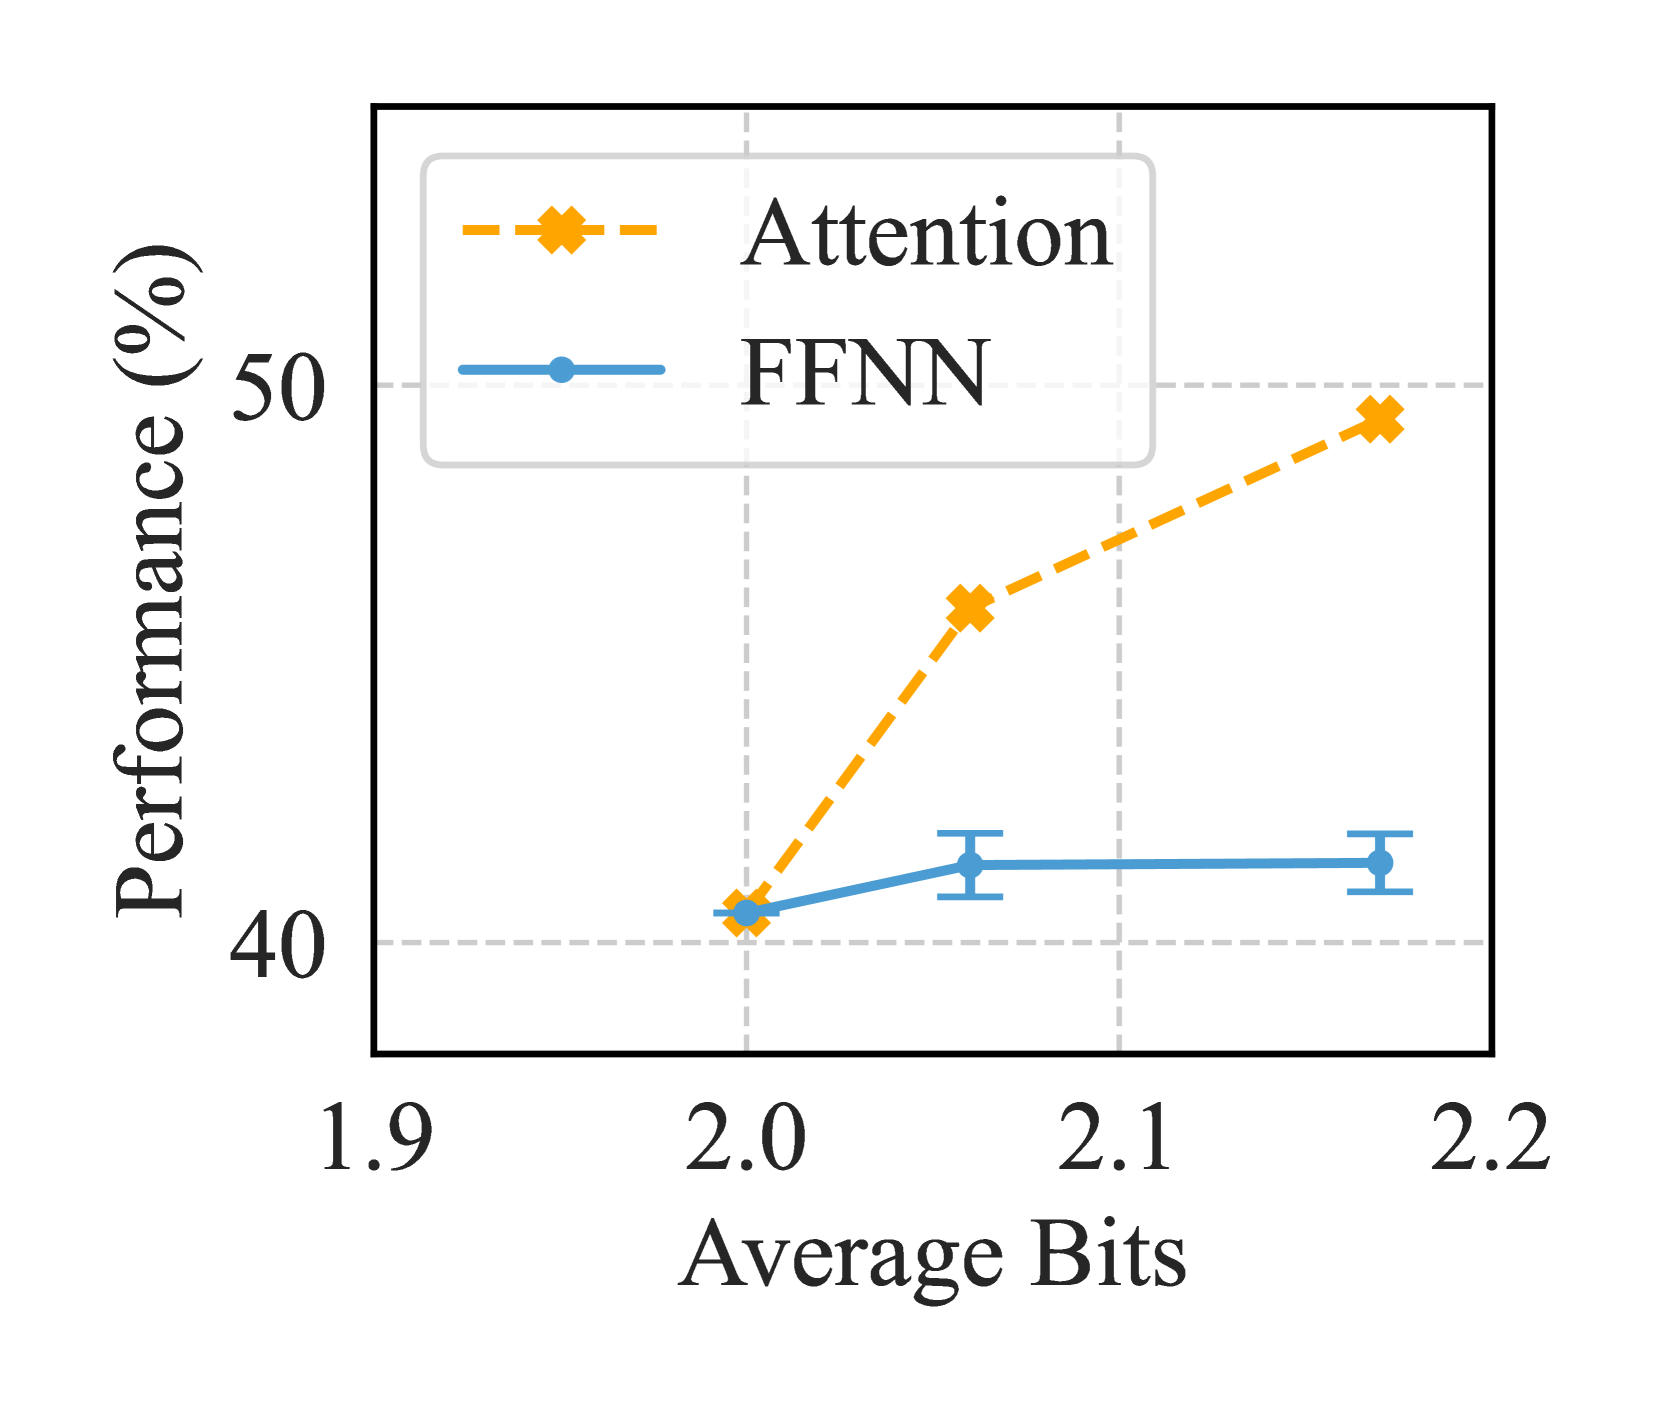 Attention
FFNN
Performance (%)
50
40
1.9
2.0
2.1
2.2
Average Bits